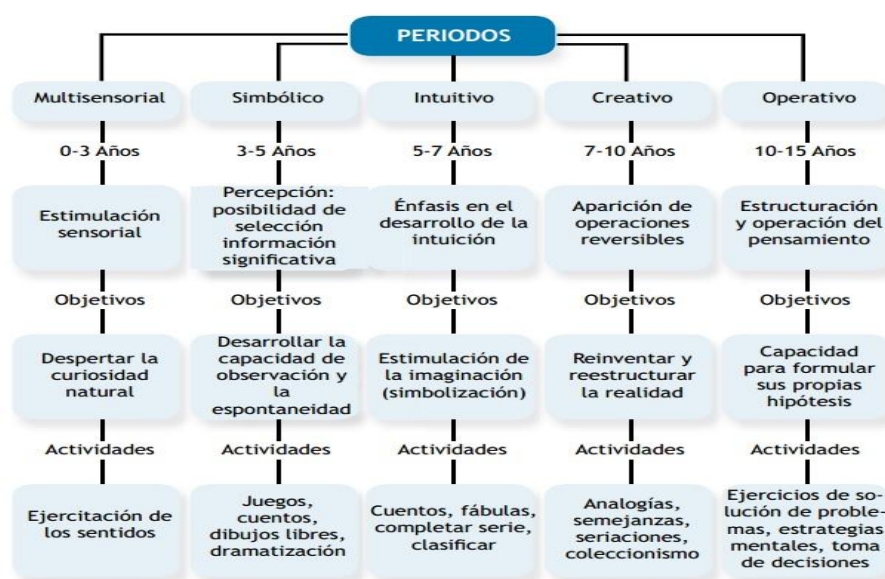 PERIODOS
Multisensorial
Simbólico
Intuitivo
Creativo
Operativo
0-3 Años
3-5 Años
5-7 Años
7-10 Años
10-15 Años
Estimulación
sensorial
Percepción:
posibilidad de
selección
información
significativa
Énfasis en el
desarrollo de la
intuición
Aparición de
operaciones
reversibles
Estructuración
y operación del
pensamiento
Objetivos
Objetivos
Objetivos
Objetivos
Objetivos
Despertar la
curiosidad
natural
Desarrollar la
capacidad de
observación y
la
espontaneidad
Estimulación de
la imaginación
(simbolización)
Reinventar y
reestructurar
la realidad
Capacidad
para formular
sus propias
hipótesis
Actividades
Actividades
Actividades
Actividades
Actividades
Ejercitación de
los sentidos
Juegos,
cuentos,
dibujos libres,
dramatización
Cuentos, fábulas,
completar serie,
clasificar
Analogías,
semejanzas,
seriaciones,
coleccionismo
Ejercicios de so-
lución de proble-
mas, estrategias
mentales, toma
de decisiones